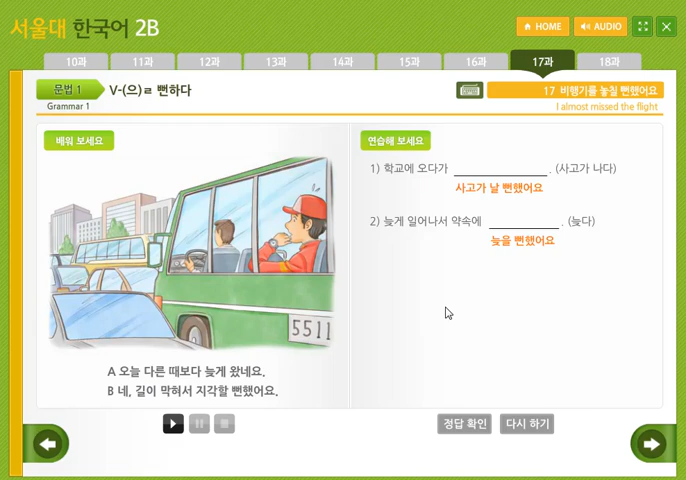 서울대 한국어 2B
HOME
AUDIO
10과
11과
12과
13과
14과
15과
16과
17과
18과
문법 1
V-(으)ㄹ 뻔하다
Grammar 1
17 비행기를 놓칠 뻔했어요
I almost missed the flight
배워 보세요
연습해 보세요
1) 학교에 오다가 ________. (사고가 나다)
사고가 날 뻔했어요
2) 늦게 일어나서 약속에 ________. (늦다)
늦을 뻔했어요
5511
A 오늘 다른 때보다 늦게 왔네요.
B 네, 길이 막혀서 지각할 뻔했어요.
정답 확인
다시 하기